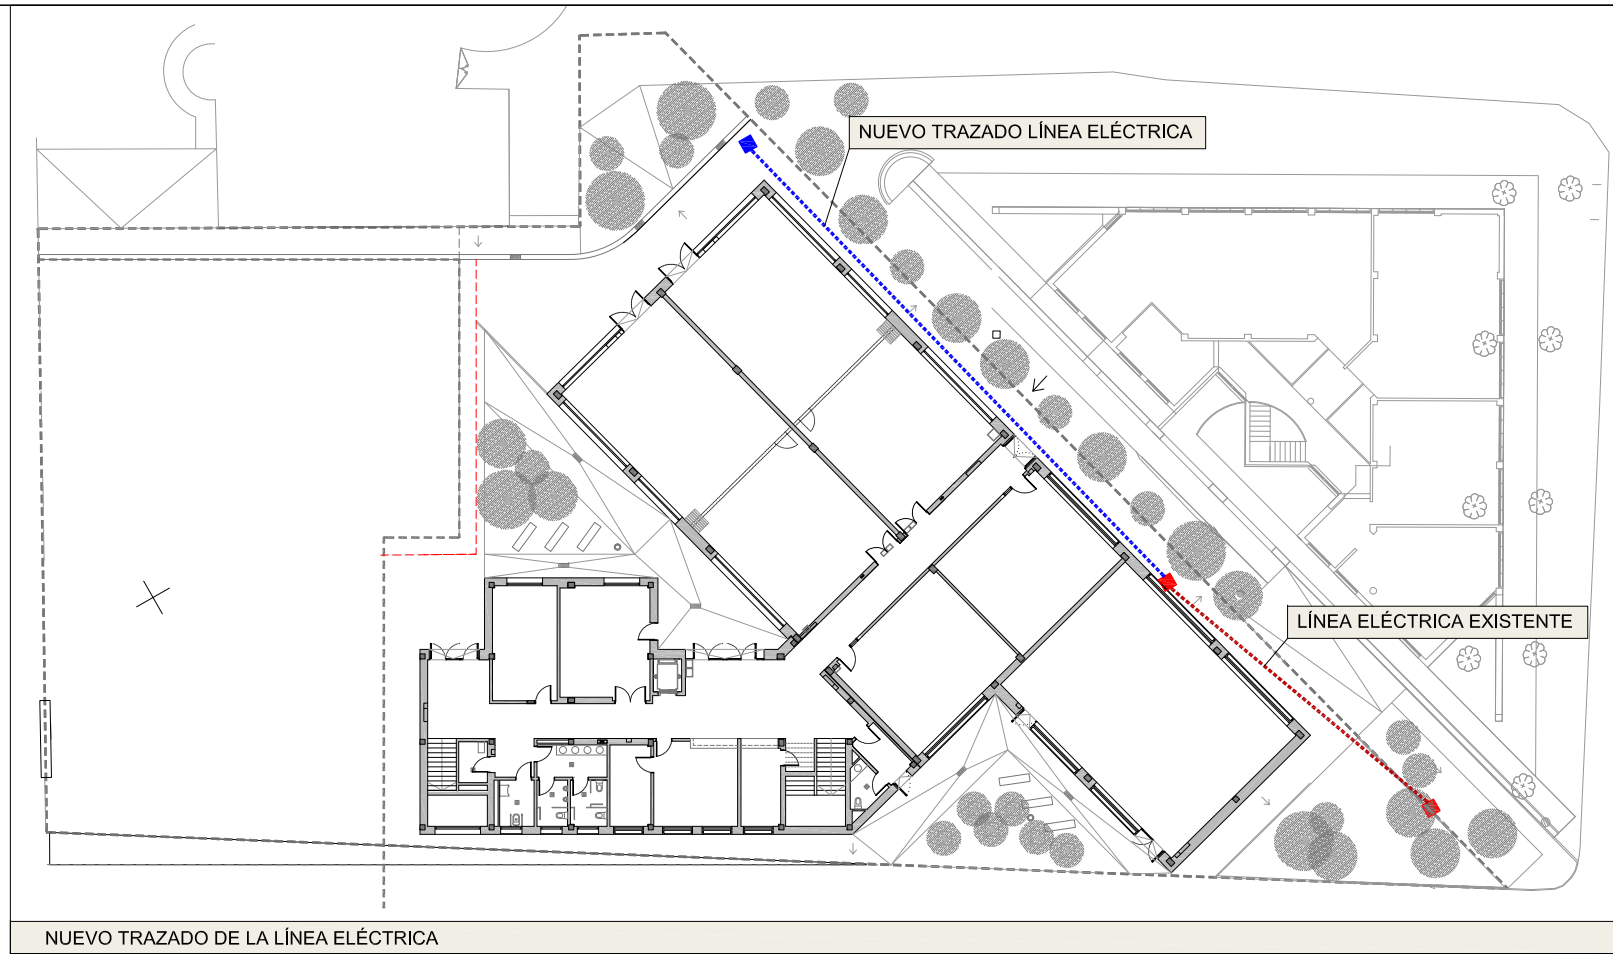 NUEVO TRAZADO LÍNEA ELÉCTRICA
LÍNEA ELÉCTRICA EXISTENTE
NUEVO TRAZADO DE LA LÍNEA ELÉCTRICA